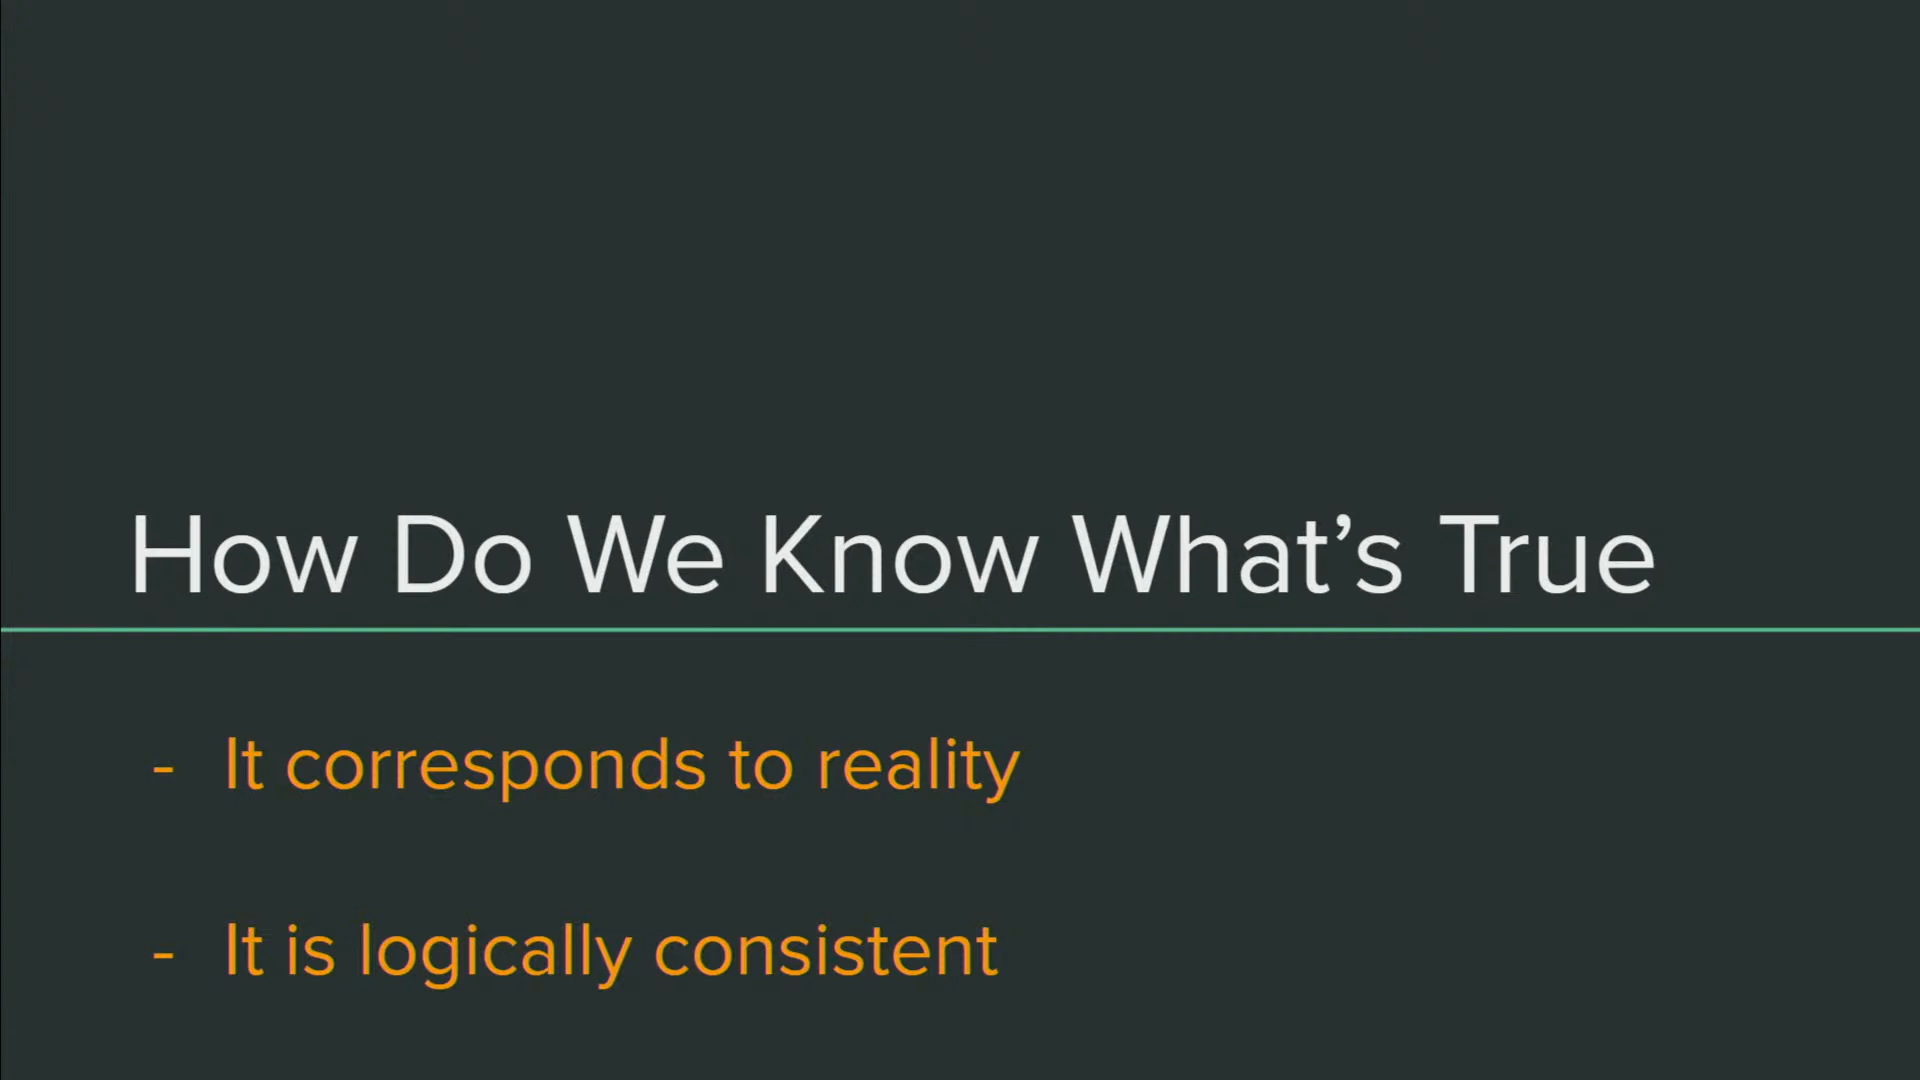 How Do We Know What’s True
- It corresponds to reality
- It is logically consistent